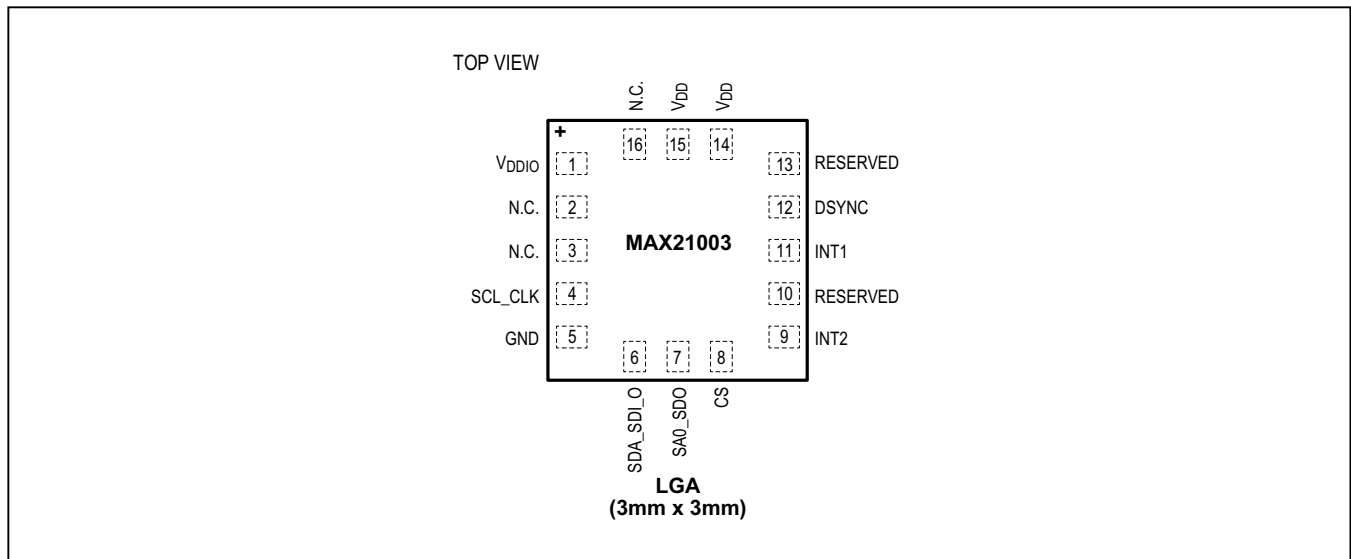 TOP VIEW
N.C.
VDD
VDD
+
16
15
14
VDDIO
1
13
RESERVED
N.C.
2
12
DSYNC
MAX21003
N.C.
3
11
INT1
SCL_CLK
4
10
RESERVED
GND
5
9
INT2
6
7
8
SDA_SDI_O
SA0_SDO
CS
LGA
(3mm x 3mm)